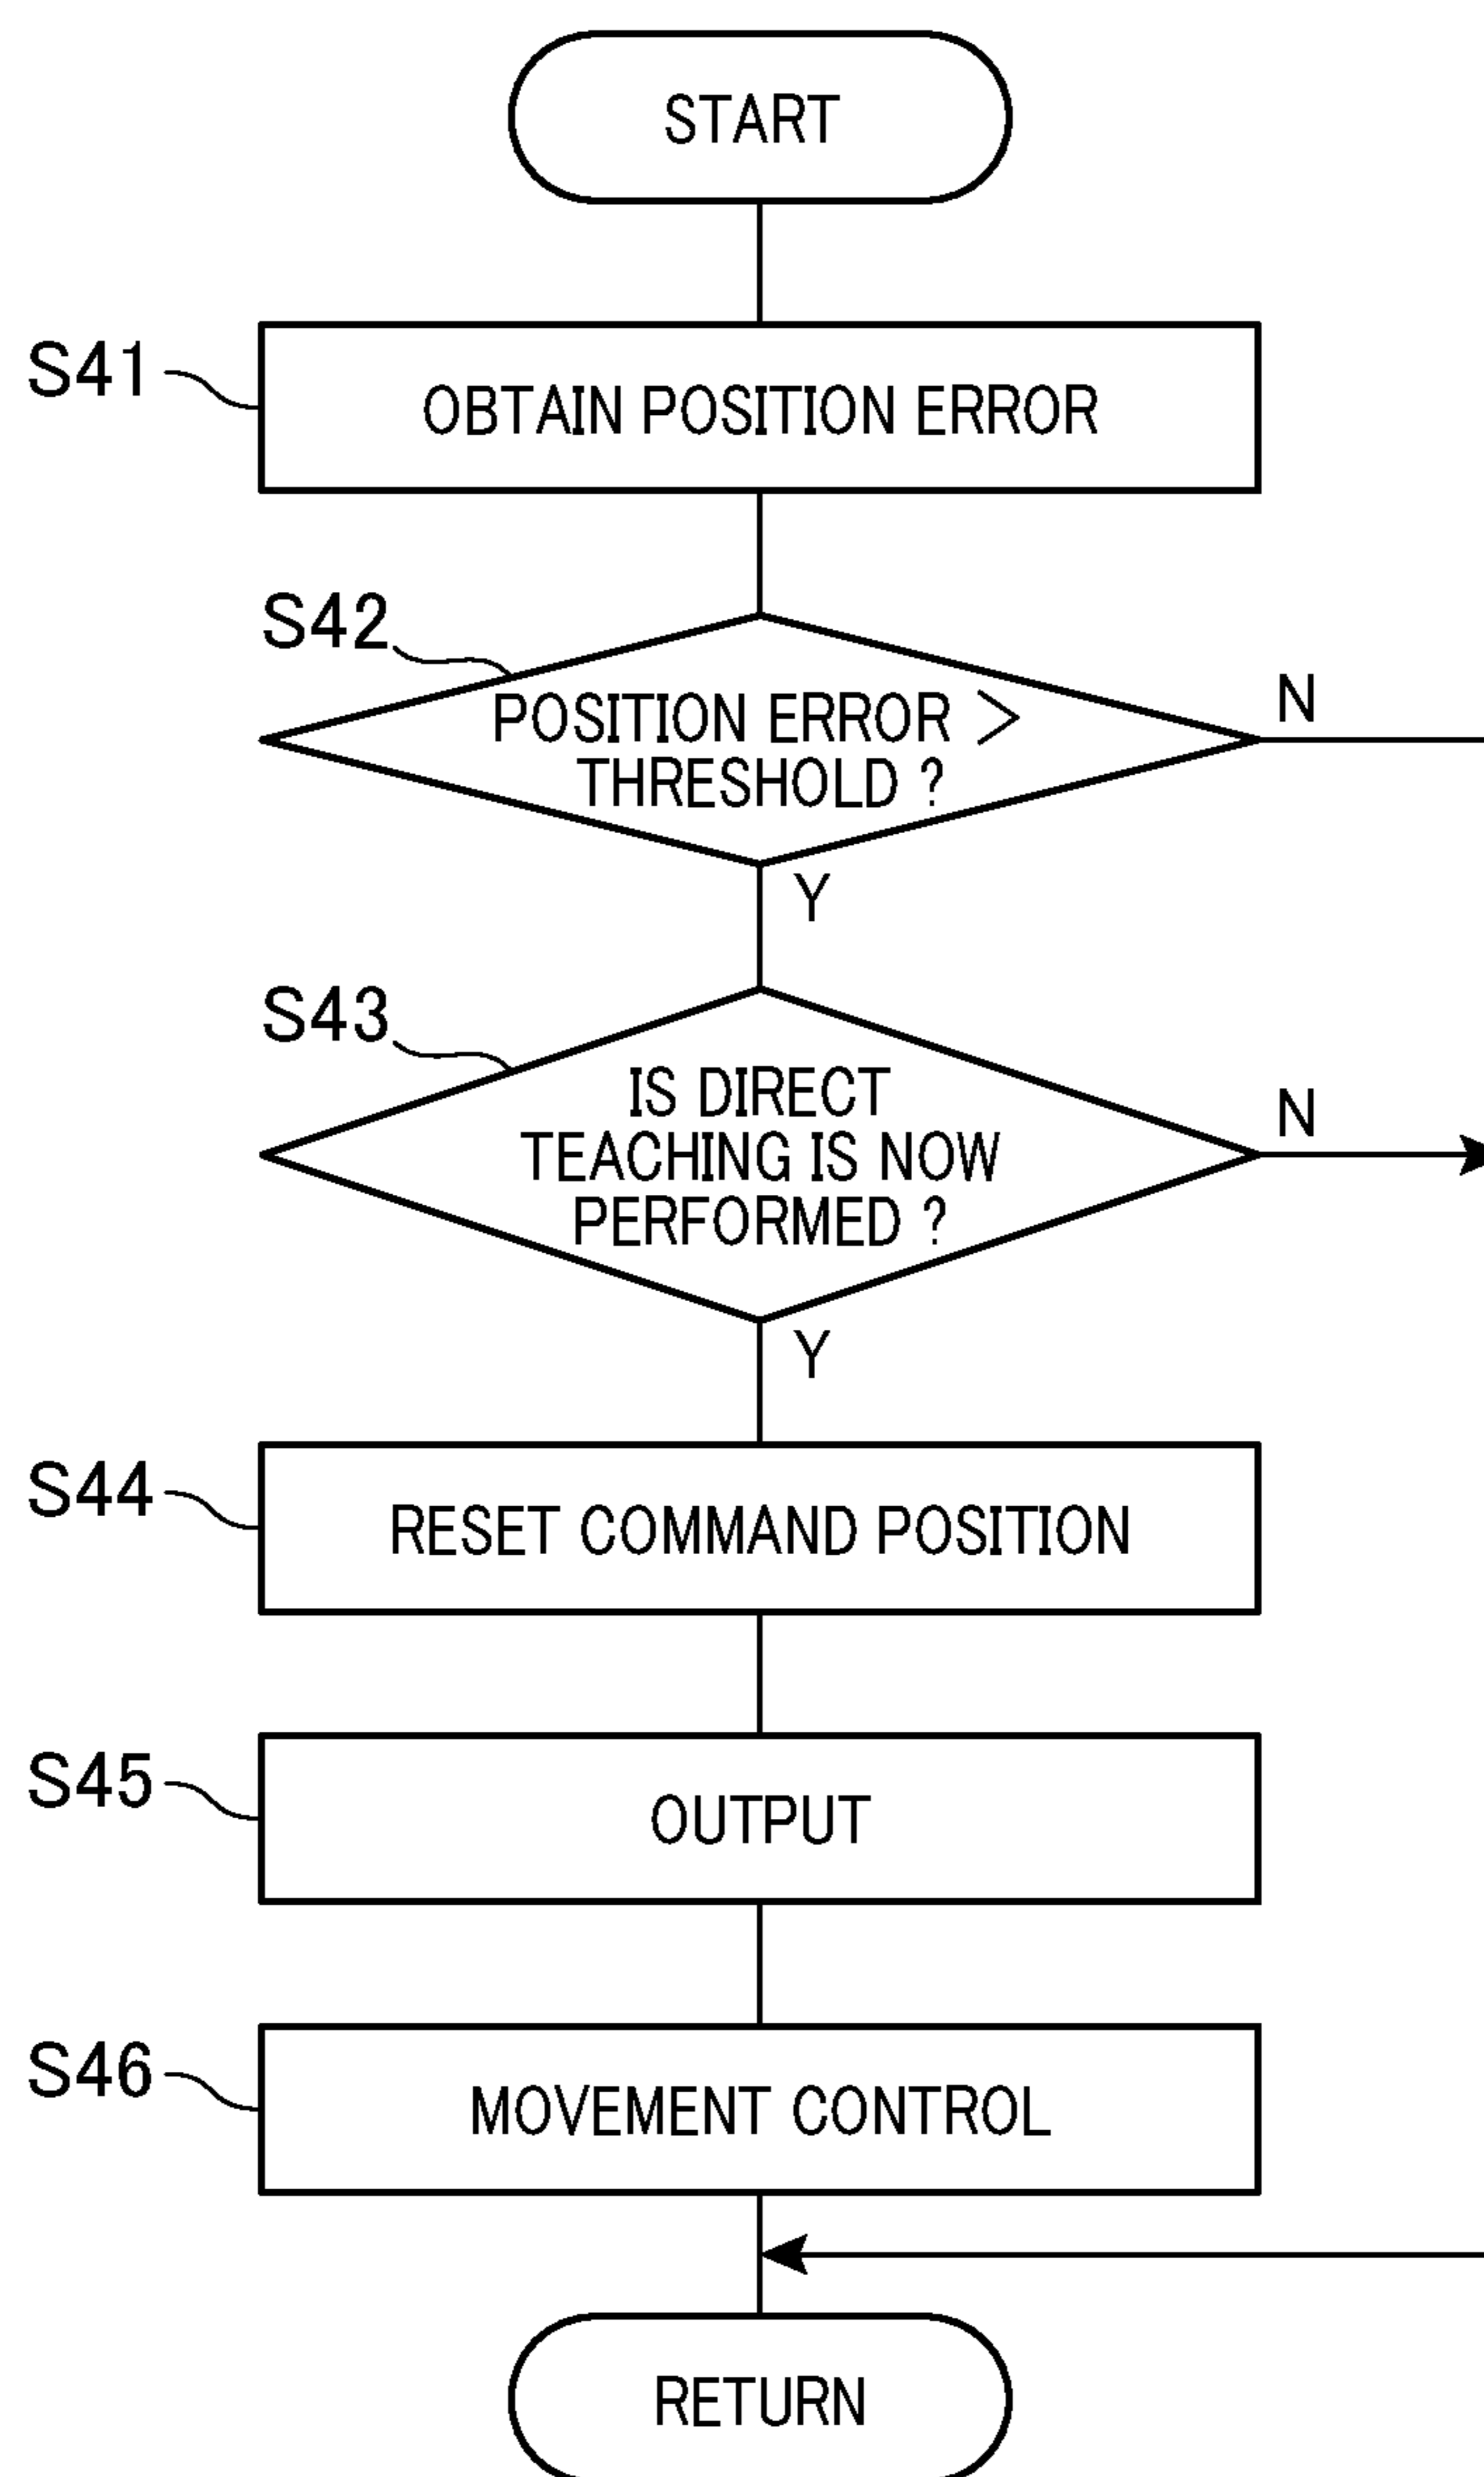 START
S41
OBTAIN POSITION ERROR
S42
POSITION ERROR >
THRESHOLD ?
N
Y
S43
IS DIRECT
TEACHING IS NOW
PERFORMED ?
N
Y
S44
RESET COMMAND POSITION
S45
OUTPUT
S46
MOVEMENT CONTROL
RETURN